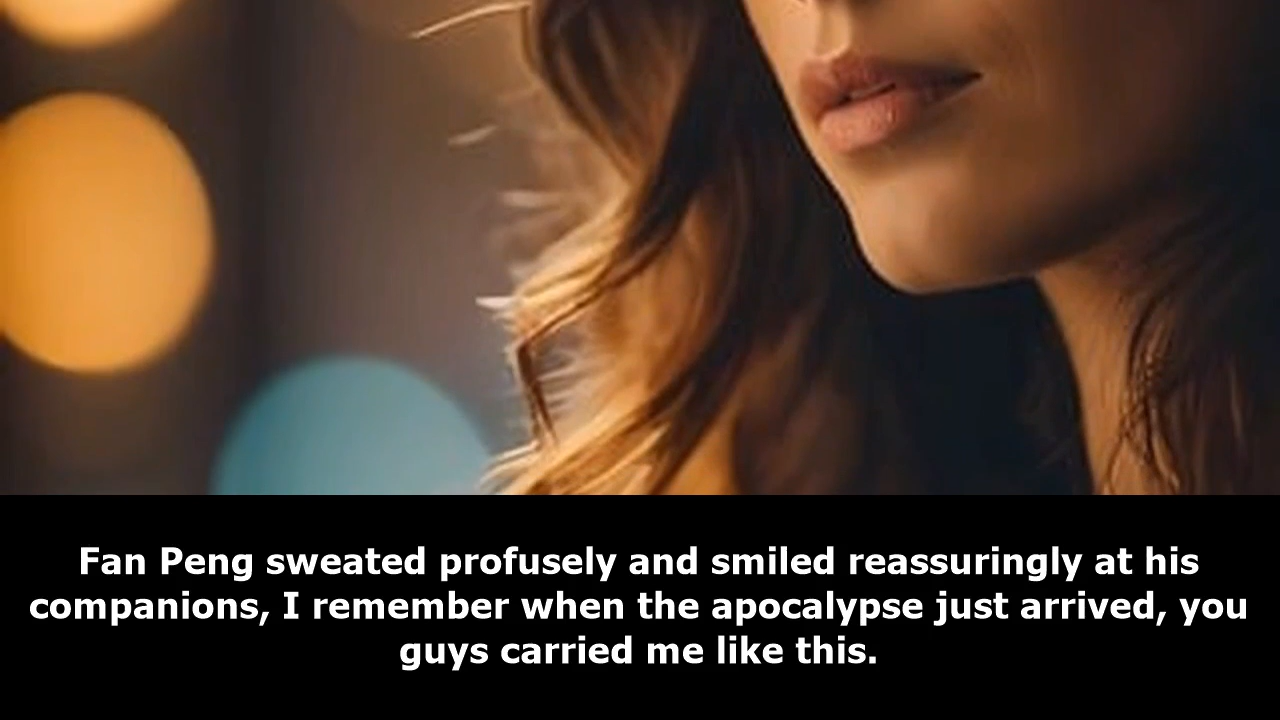 Fan Peng sweated profusely and smiled reassuringly at his
companions, I remember when the apocalypse just arrived, you
guys carried me like this.